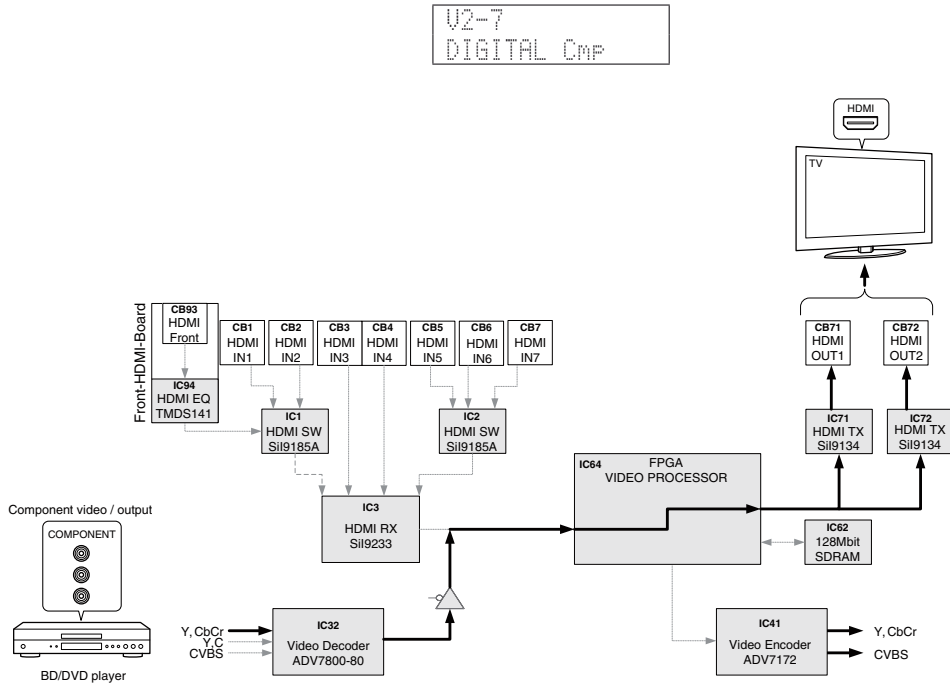 V2-7
DIGITAL Cmp
HDMI
TV
Front-HDMI-Board
CB93
HDMI
Front
CB1
HDMI
IN1
CB2
HDMI
IN2
CB3
HDMI
IN3
CB4
HDMI
IN4
CB5
HDMI
IN5
CB6
HDMI
IN6
CB7
HDMI
IN7
CB71
HDMI
OUT1
CB72
HDMI
OUT2
IC94
HDMI EQ
TMDS141
IC1
HDMI SW
SiI9185A
IC2
HDMI SW
SiI9185A
IC71
HDMI TX
SiI9134
IC72
HDMI TX
SiI9134
IC64
FPGA
VIDEO PROCESSOR
IC3
HDMI RX
SiI9233
IC62
128Mbit
SDRAM
Component video / output
COMPONENT
BD/DVD player
Y, CbCr
Y,C
CVBS
IC32
Video Decoder
ADV7800-80
IC41
Video Encoder
ADV7172
Y, CbCr
CVBS